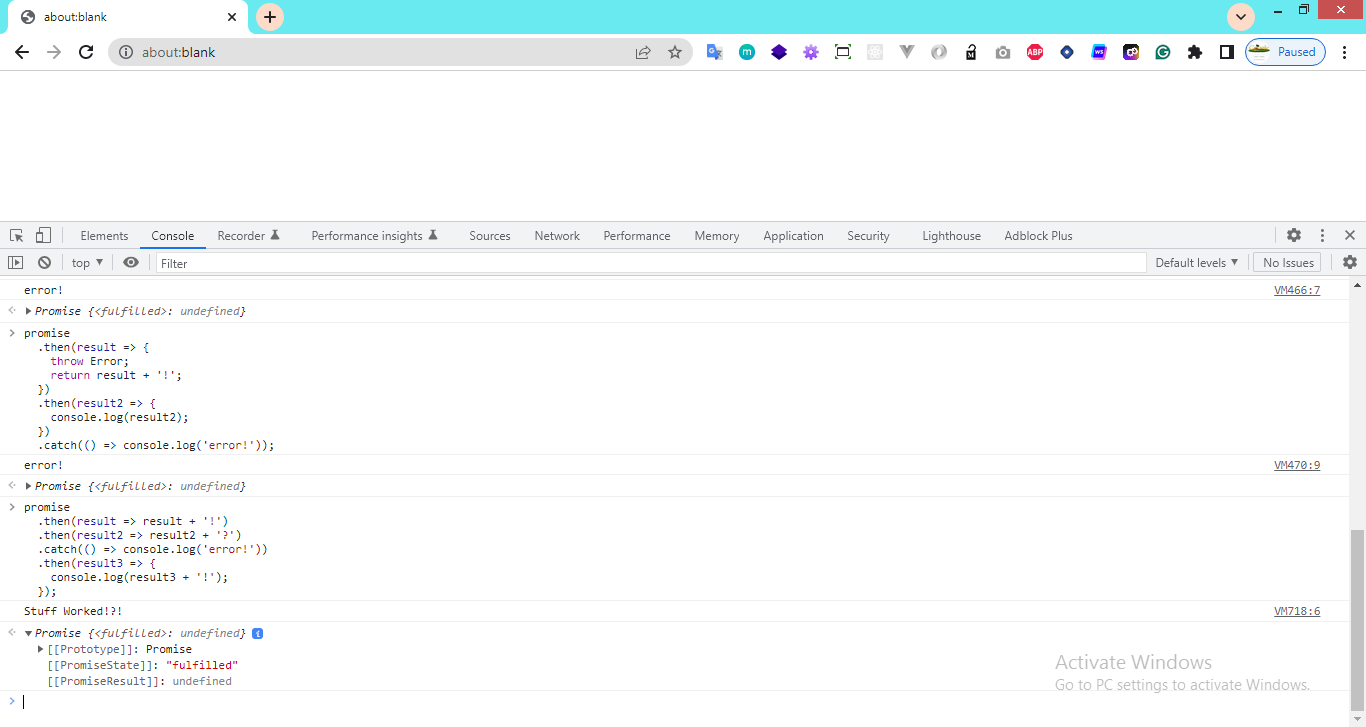 about:blank
about:blank
Paused
Elements Console Recorder Performance insights Sources Network Performance Memory Application Security Lighthouse Adblock Plus
top Filter Default levels No Issues
error! VM466:7
Promise {<fulfilled>: undefined}
promise
.then(result => {
throw Error;
return result + '!';
})
.then(result2 => {
console.log(result2);
})
.catch(() => console.log('error!'));
error! VM470:9
Promise {<fulfilled>: undefined}
promise
.then(result => result + '!')
.then(result2 => result2 + '?')
.catch(() => console.log('error!'))
.then(result3 => {
console.log(result3 + '!');
});
Stuff Worked!?! VM718:6
Promise {<fulfilled>: undefined}
[[Prototype]]: Promise
[[PromiseState]]: "fulfilled"
[[PromiseResult]]: undefined
Activate Windows
Go to PC settings to activate Windows.